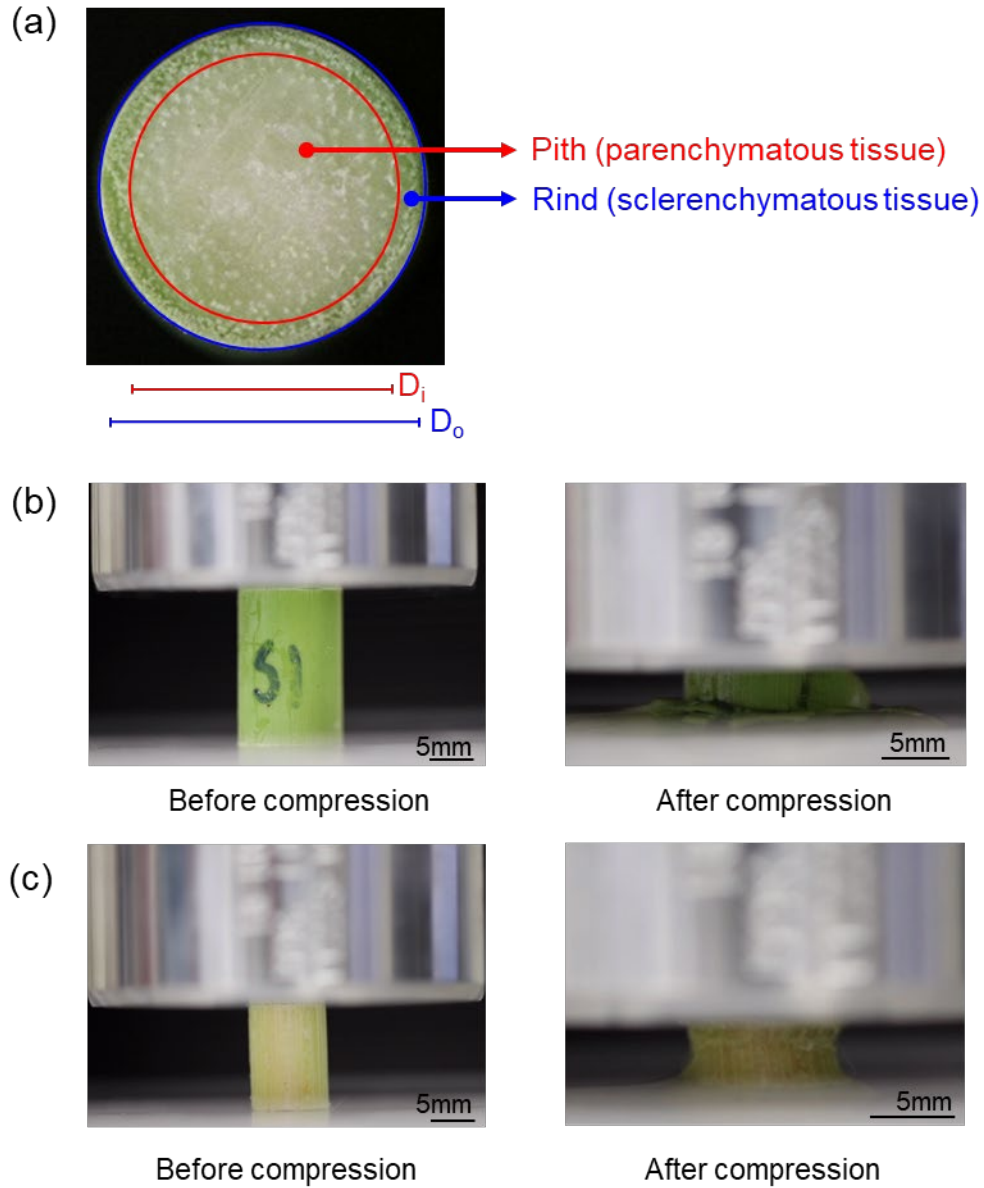 (a)
Pith (parenchymatous tissue)
Rind (sclerenchymatous tissue)
Di
Do
(b)
S1
5mm
5mm
Before compression
After compression
(c)
5mm
5mm
Before compression
After compression